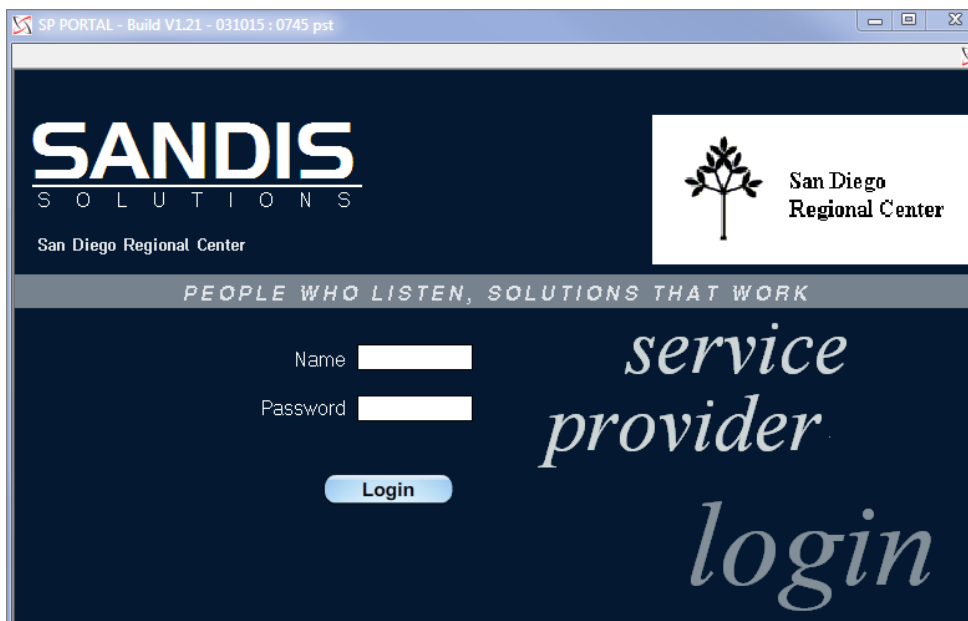 SP PORTAL - Build V1.21 - 031015 : 0745 pst
SANDIS
SOLUTIONS
San Diego Regional Center
San Diego
Regional Center
PEOPLE WHO LISTEN, SOLUTIONS THAT WORK
Name
Password
Login
service
provider
login